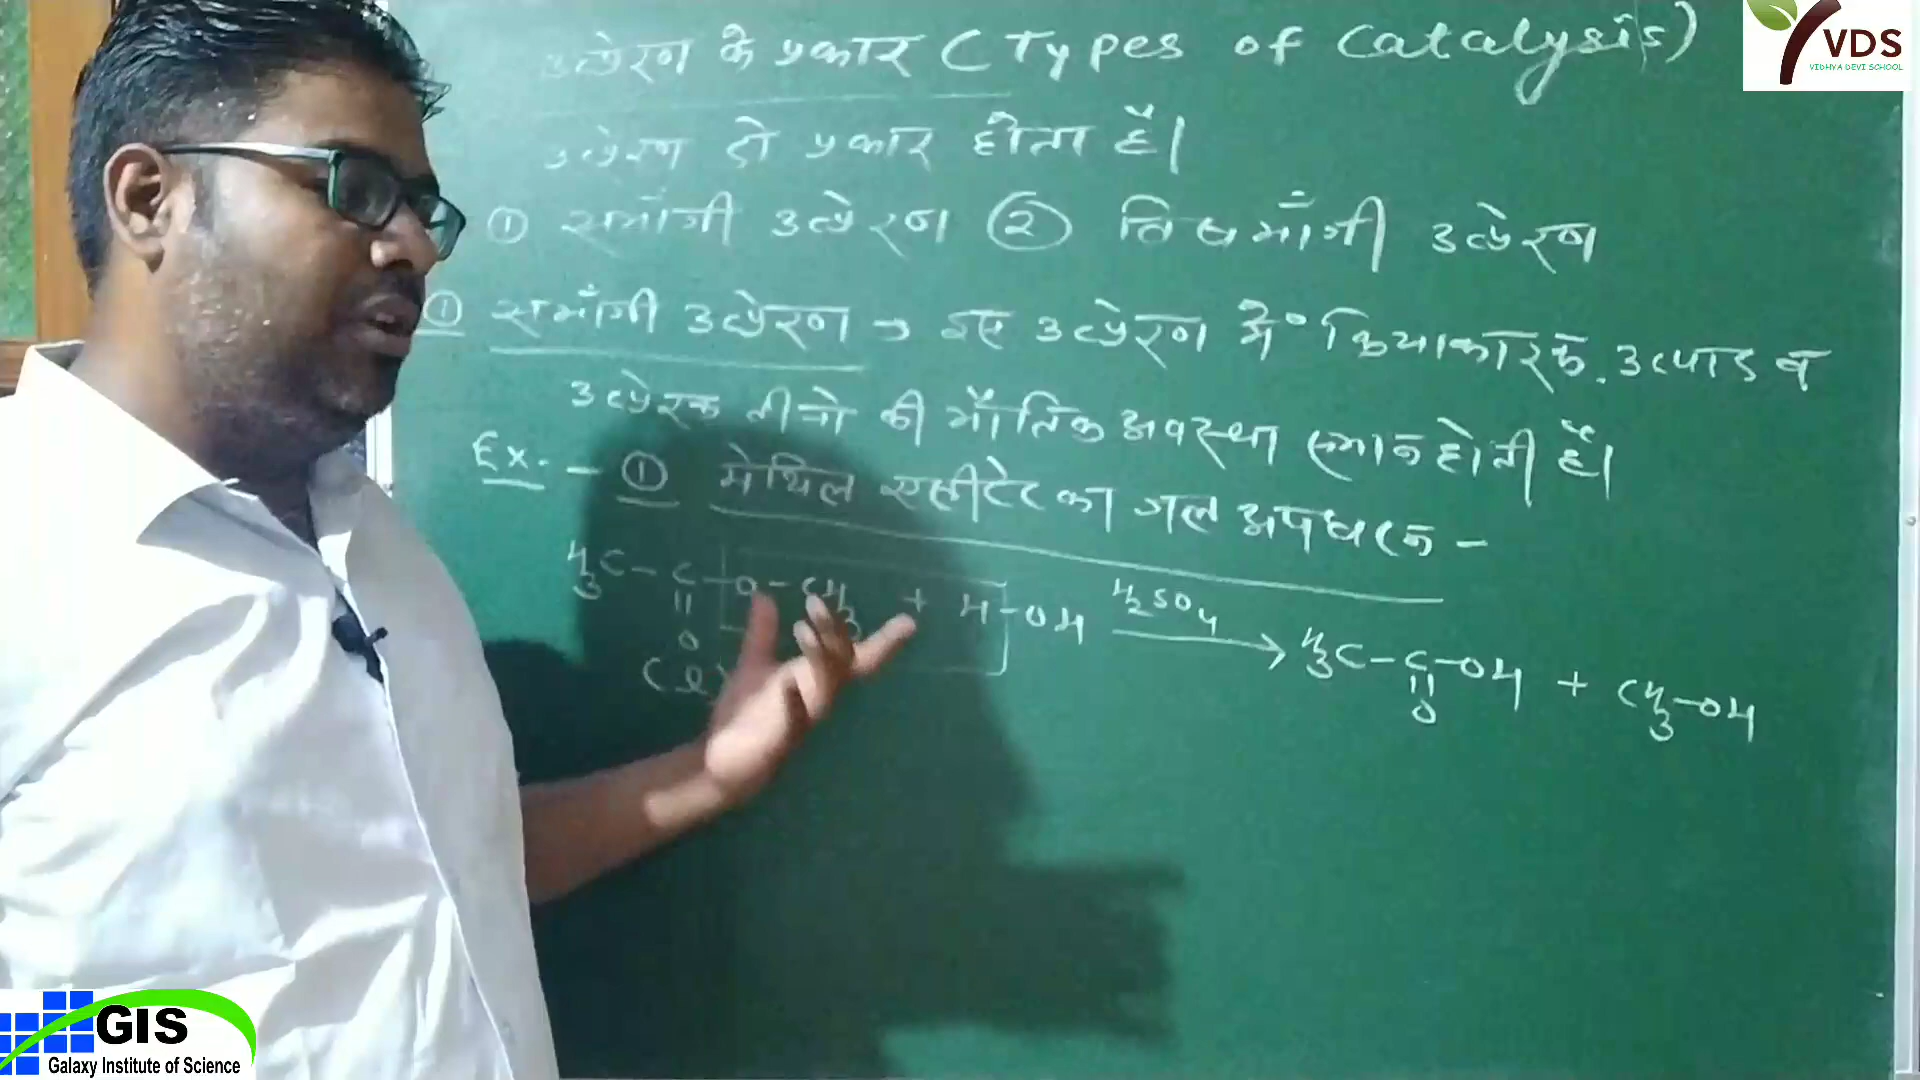 उत्प्रेरण के प्रकार (Types of Catalysis)
उत्प्रेरण दो प्रकार होता है।
① समाँगी उत्प्रेरण ② विषमाँगी उत्प्रेरण
① समाँगी उत्प्रेरण → इस उत्प्रेरण में क्रियाकारक, उत्पाद व
उत्प्रेरक तीनो की भौतिक अवस्था समान होती है।
Ex. - ① मेथिल एसीटेट का जल अपघटन -
H₃C-C-O-CH₃ + H-OH H₂SO₄ → H₃C-C-OH + CH₃-OH
|| ||
O O
(l)
VDS
VIDHYA DEVI SCHOOL
GIS
Galaxy Institute of Science